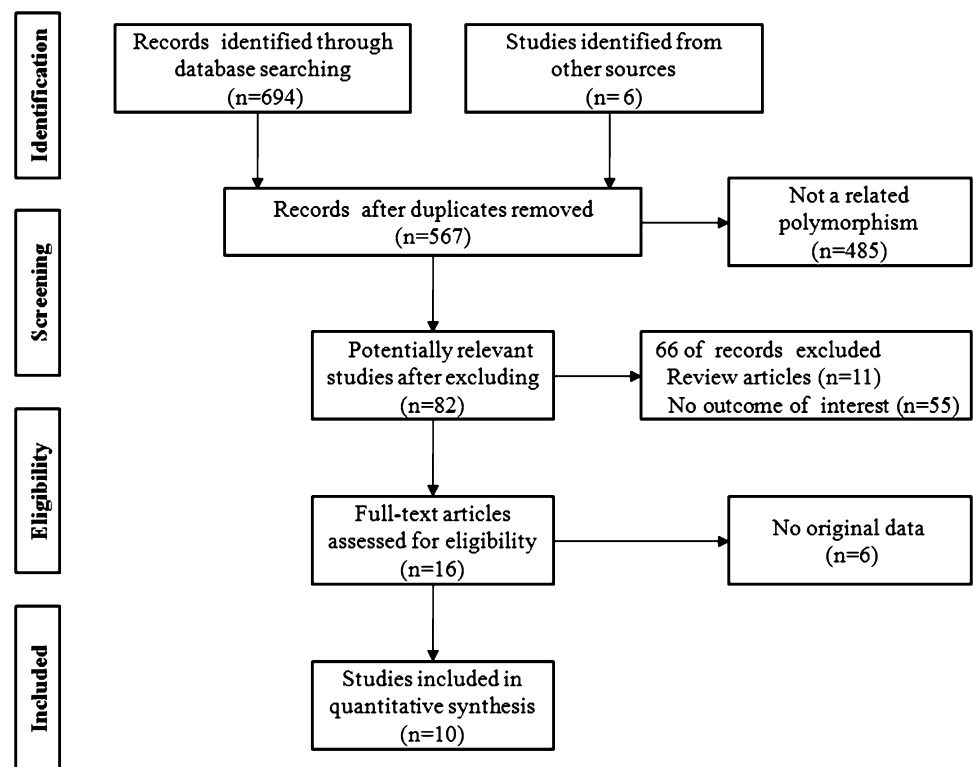 Identification
Records identified through
database searching
(n=694)
Studies identified from
other sources
(n= 6)
Screening
Records after duplicates removed
(n=567)
Not a related
polymorphism
(n=485)
Potentially relevant
studies after excluding
(n=82)
66 of records excluded
Review articles (n=11)
No outcome of interest (n=55)
Eligibility
Full-text articles
assessed for eligibility
(n=16)
No original data
(n=6)
Included
Studies included in
quantitative synthesis
(n=10)